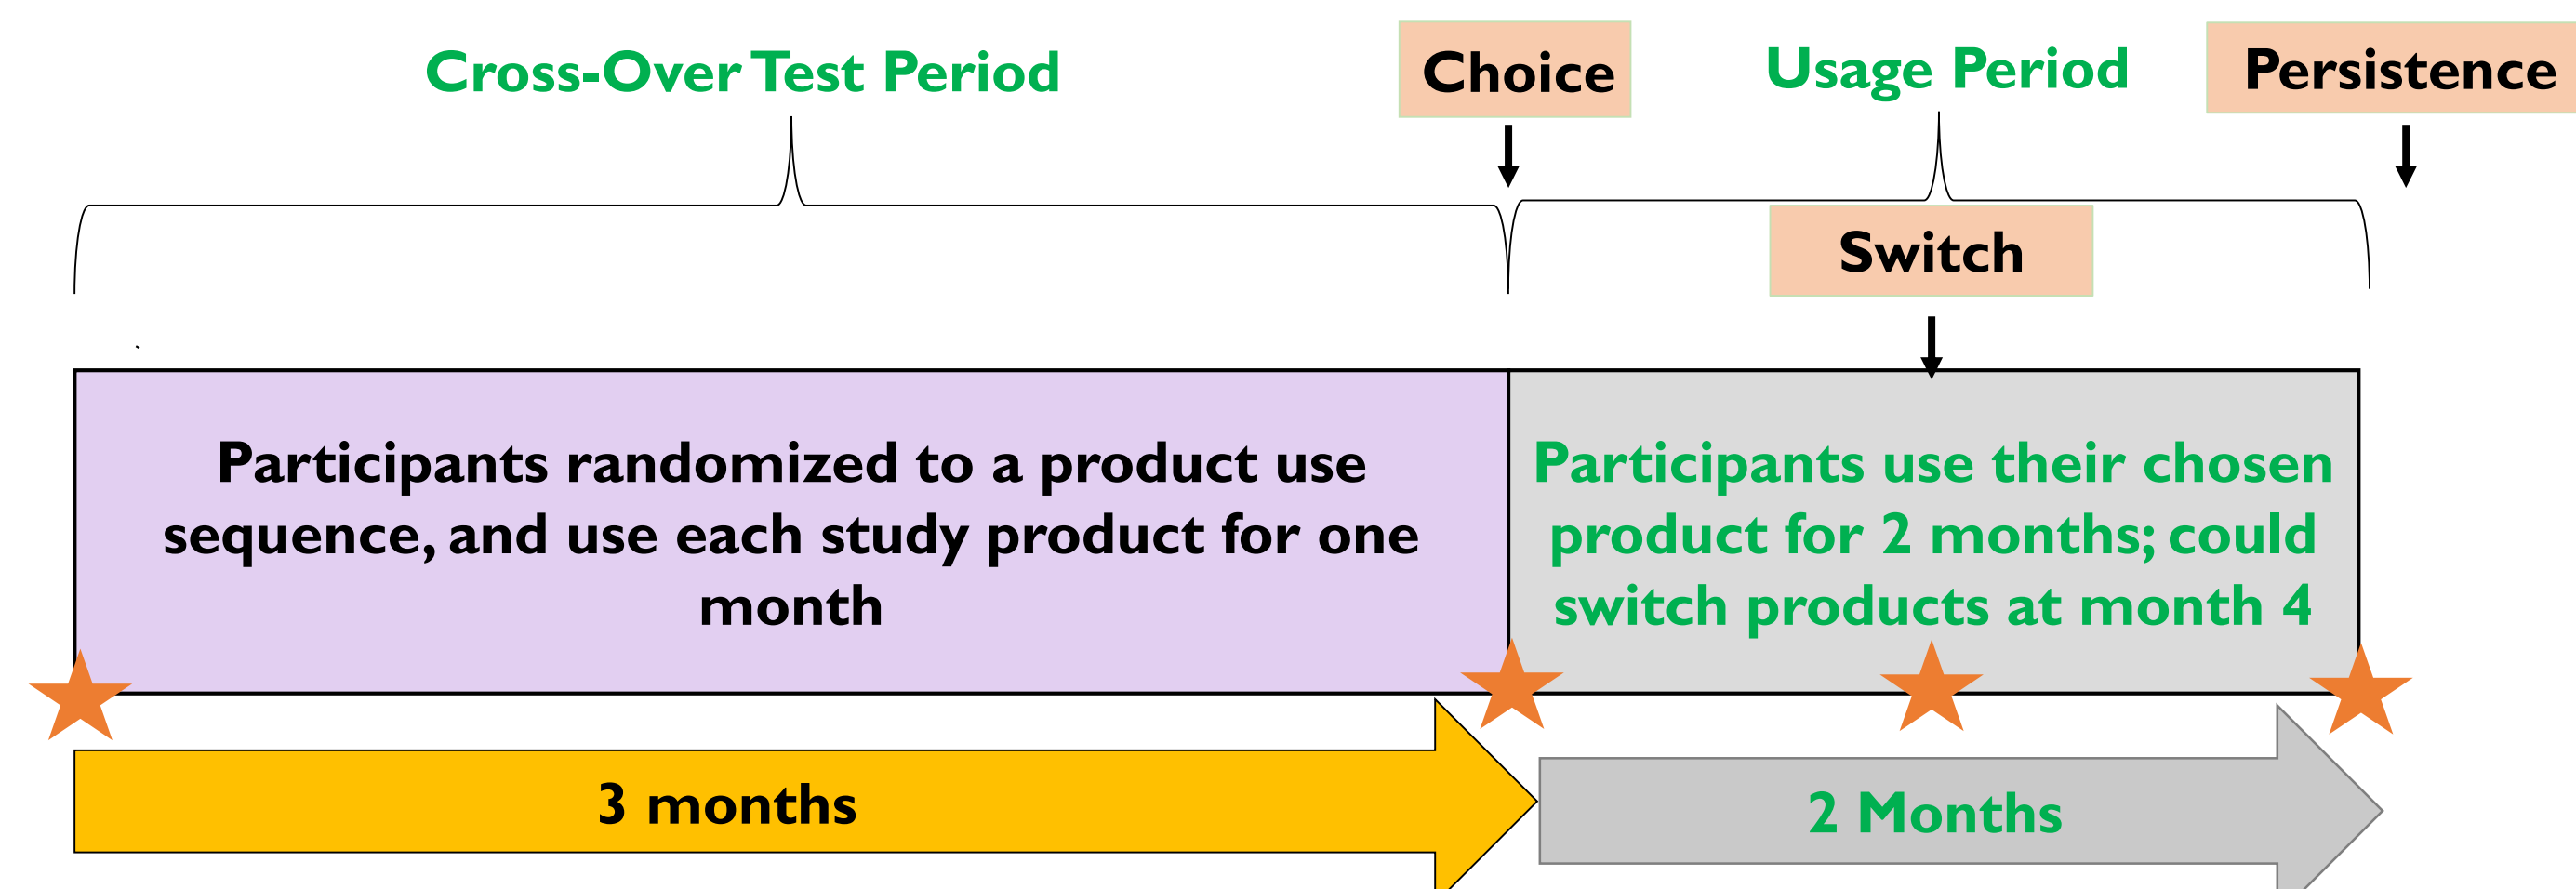 Cross-Over Test Period
Choice
Usage Period
Persistence
Switch
Participants randomized to a product use
sequence, and use each study product for one
month
Participants use their chosen
product for 2 months; could
switch products at month 4
3 months
2 Months